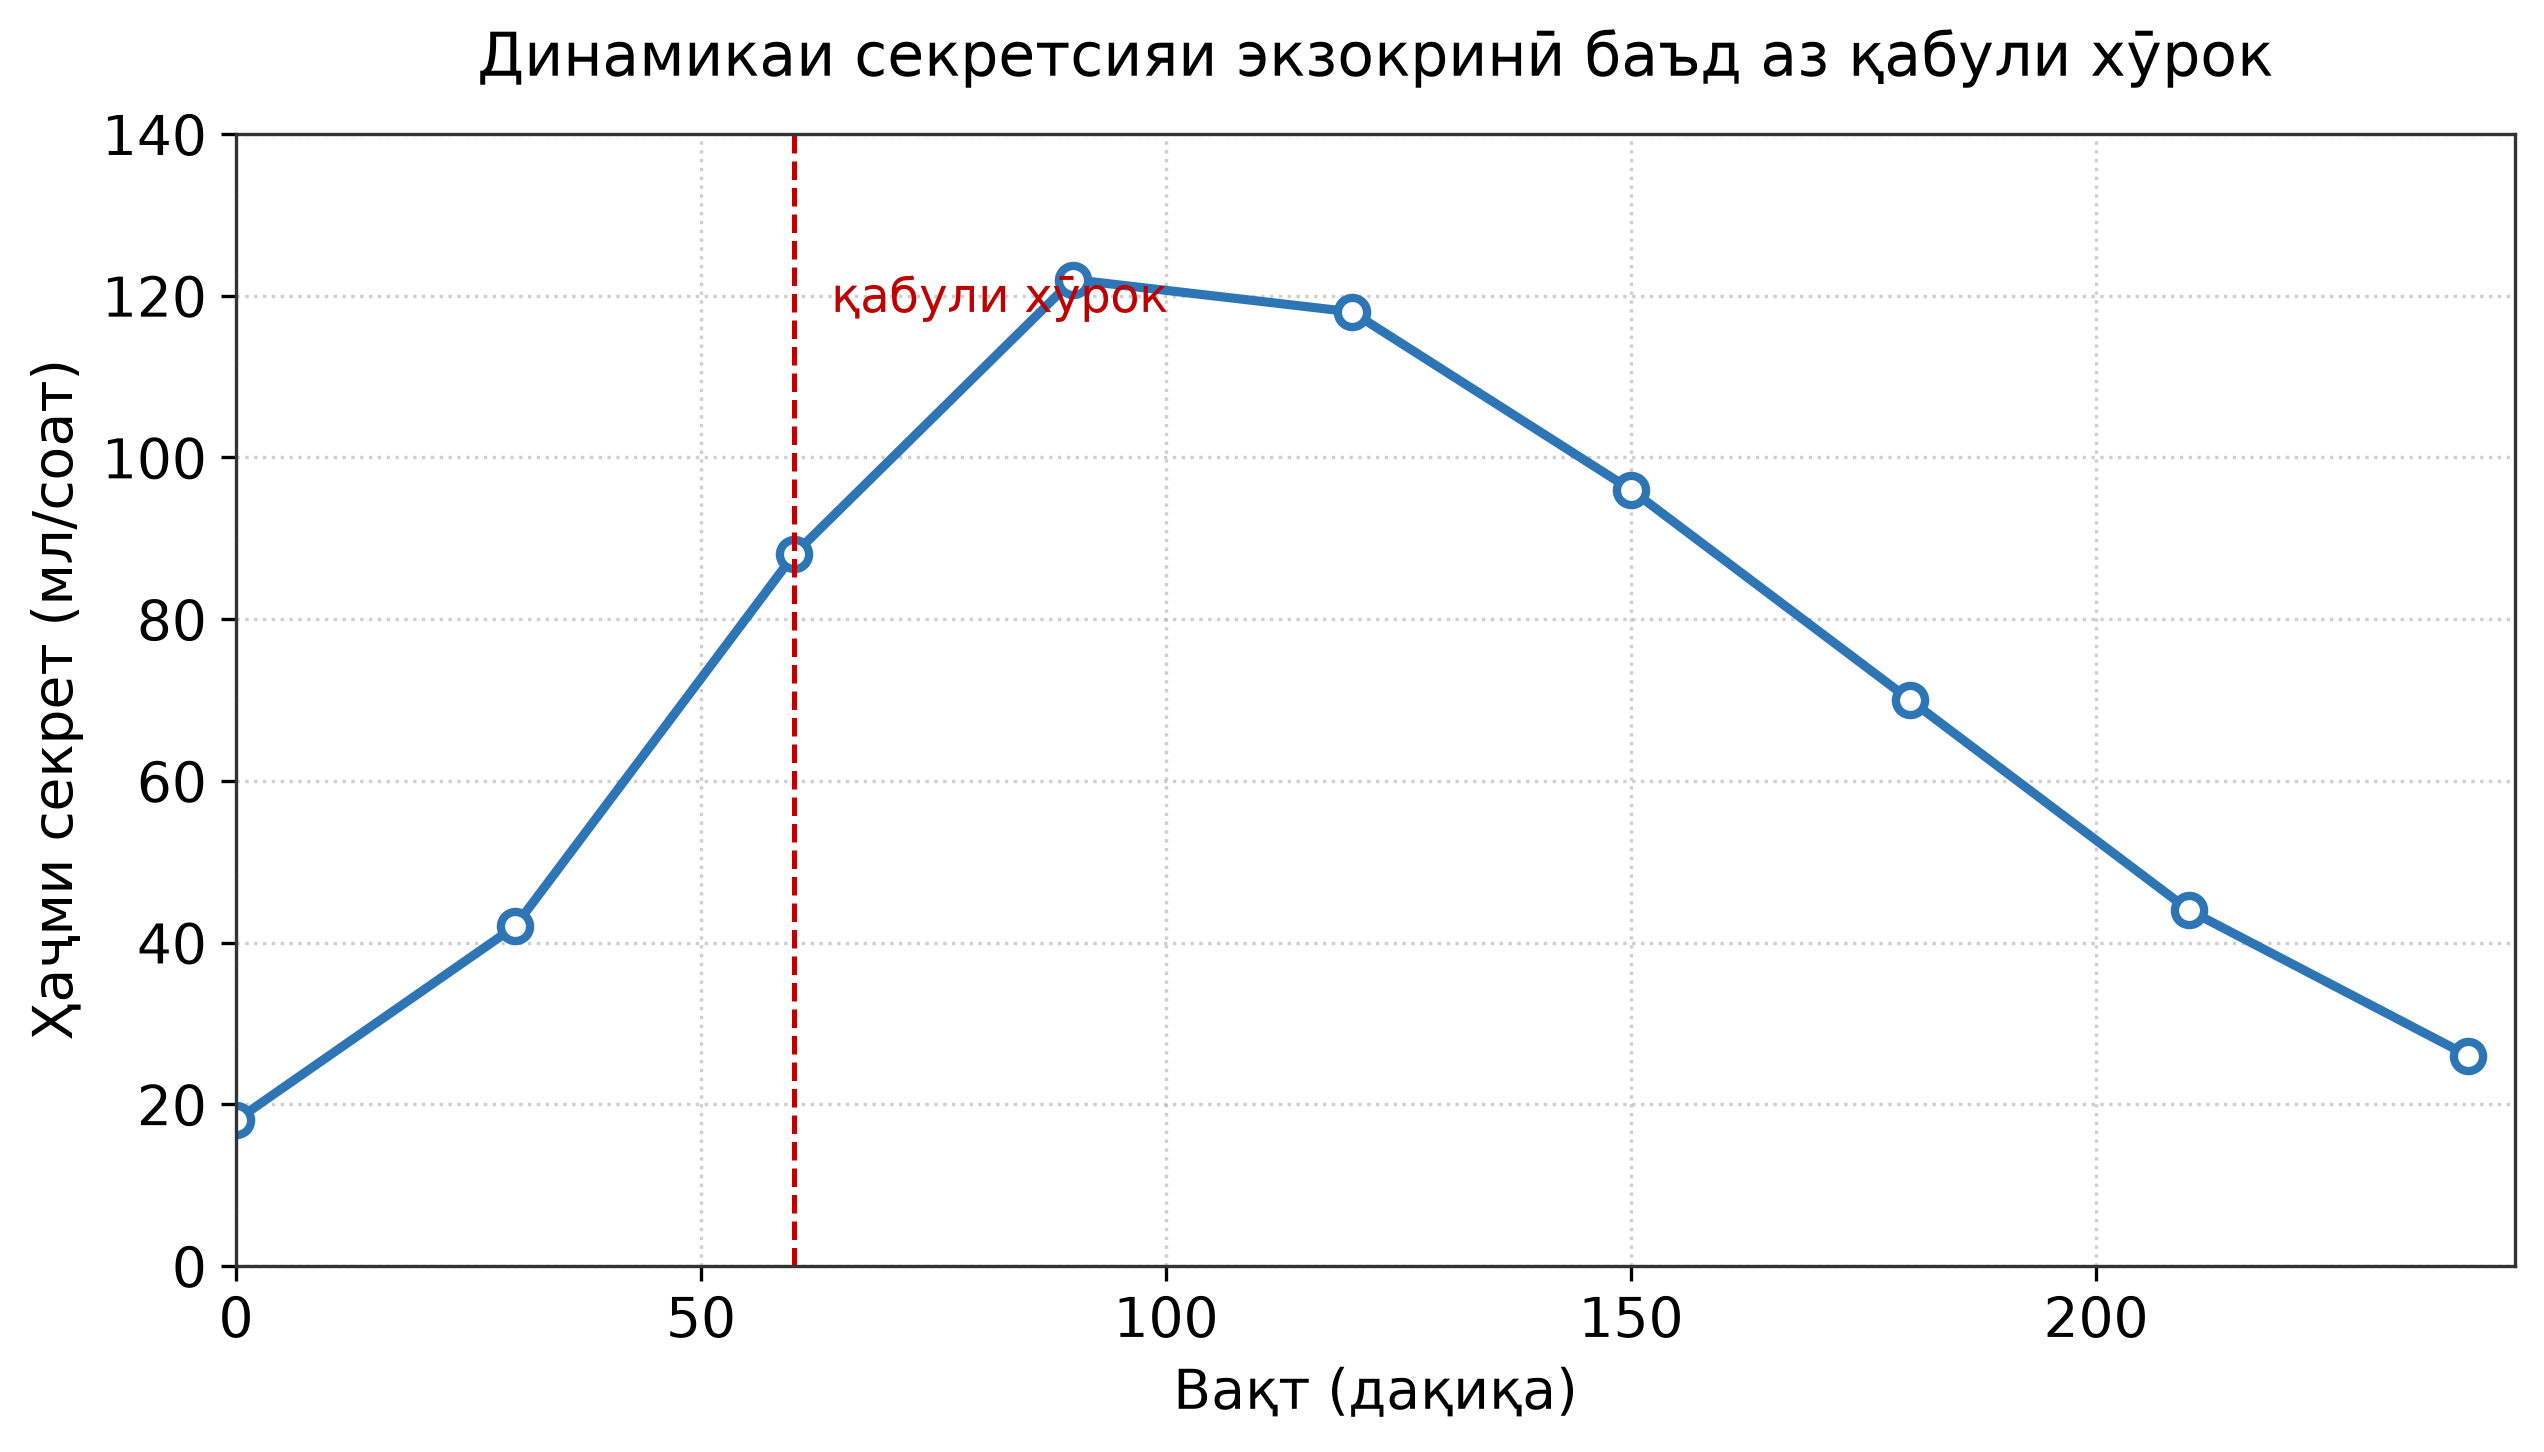 Динамикаи секретсияи экзокринӣ баъд аз қабули хӯрок
Ҳаҷми секрет (мл/соат)
140
120
100
80
60
40
20
0
қабули хӯрок
0 50 100 150 200
Вақт (дақиқа)